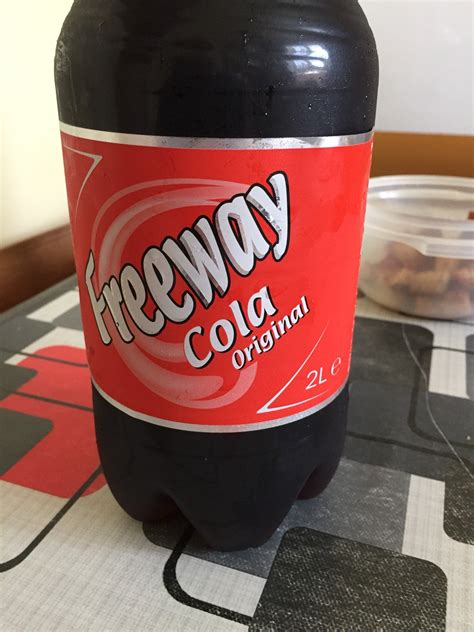 Freeway
Cola
Original
2L ℮